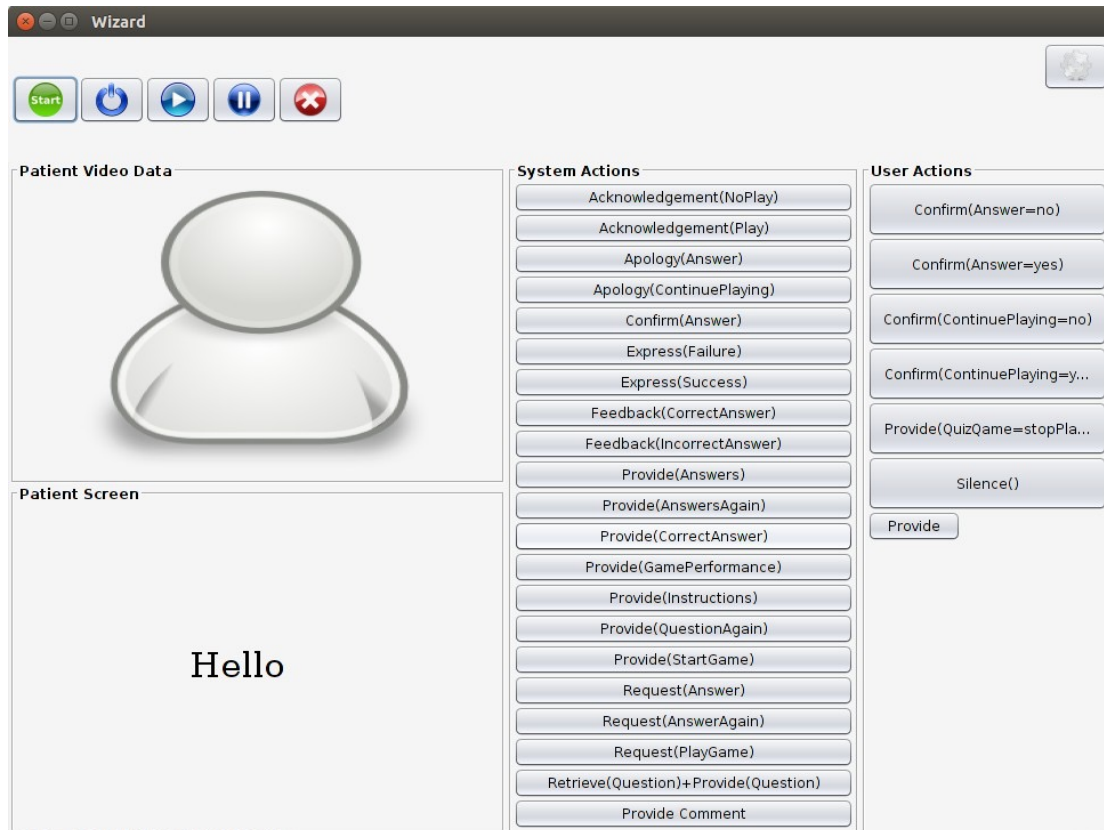 Wizard
Start
Patient Video Data
System Actions
Acknowledgement(NoPlay)
Acknowledgement(Play)
Apology(Answer)
Apology(ContinuePlaying)
Confirm(Answer)
Express(Failure)
Express(Success)
Feedback(CorrectAnswer)
Feedback(IncorrectAnswer)
Provide(Answers)
Provide(AnswersAgain)
Provide(CorrectAnswer)
Provide(GamePerformance)
Provide(Instructions)
Provide(QuestionAgain)
Provide(StartGame)
Request(Answer)
Request(AnswerAgain)
Request(PlayGame)
Retrieve(Question)+Provide(Question)
Provide Comment
User Actions
Confirm(Answer=no)
Confirm(Answer=yes)
Confirm(ContinuePlaying=no)
Confirm(ContinuePlaying=y...
Provide(QuizQame=stopPla...
Silence()
Provide
Patient Screen
Hello